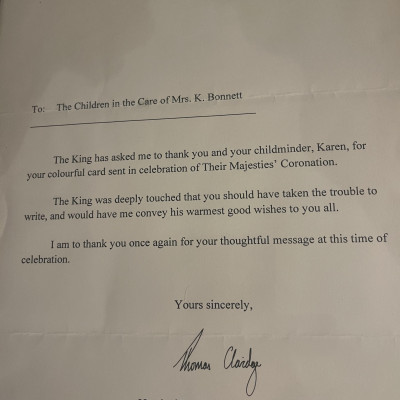 To: The Children in the Care of Mrs. K. Bonnett
The King has asked me to thank you and your childminder, Karen, for
your colourful card sent in celebration of Their Majesties' Coronation.
The King was deeply touched that you should have taken the trouble to
write, and would have me convey his warmest good wishes to you all.
I am to thank you once again for your thoughtful message at this time of
celebration.
Yours sincerely,
Thomas Claridge